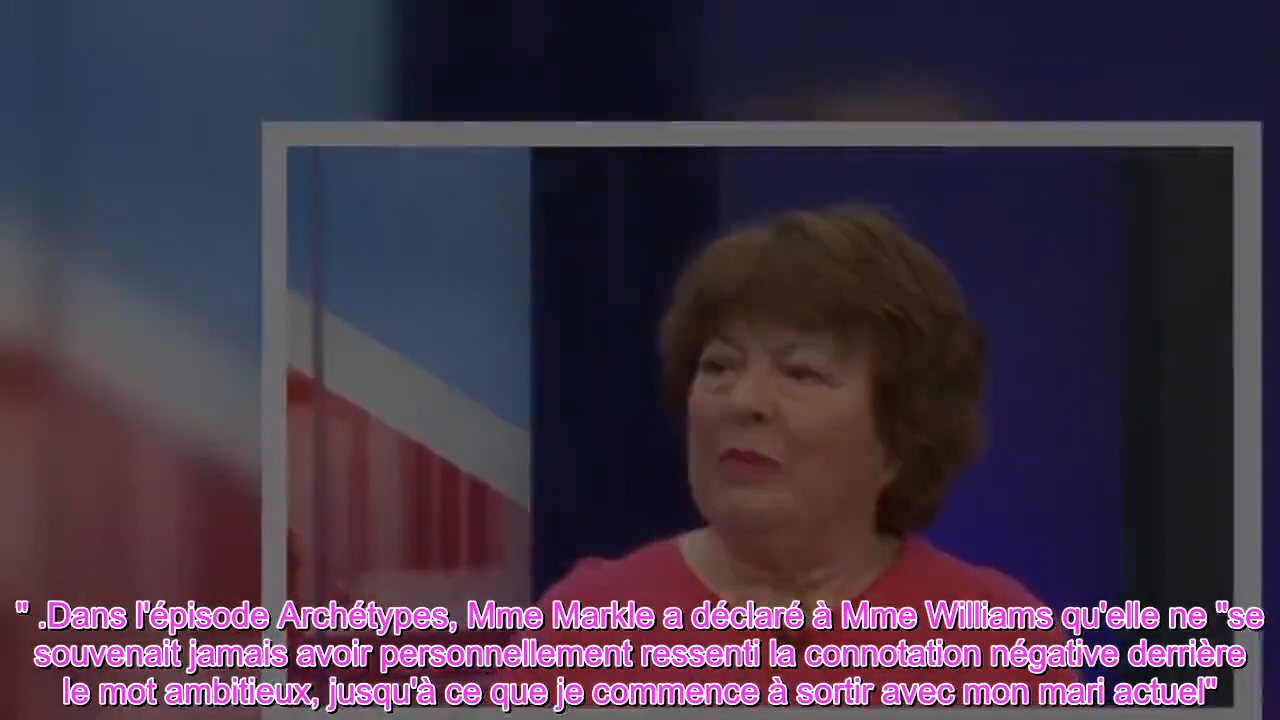 " .Dans l'épisode Archétypes, Mme Markle a déclaré à Mme Williams qu'elle ne "se
souvenait jamais avoir personnellement ressenti la connotation négative derrière
le mot ambitieux, jusqu'à ce que je commence à sortir avec mon mari actuel"